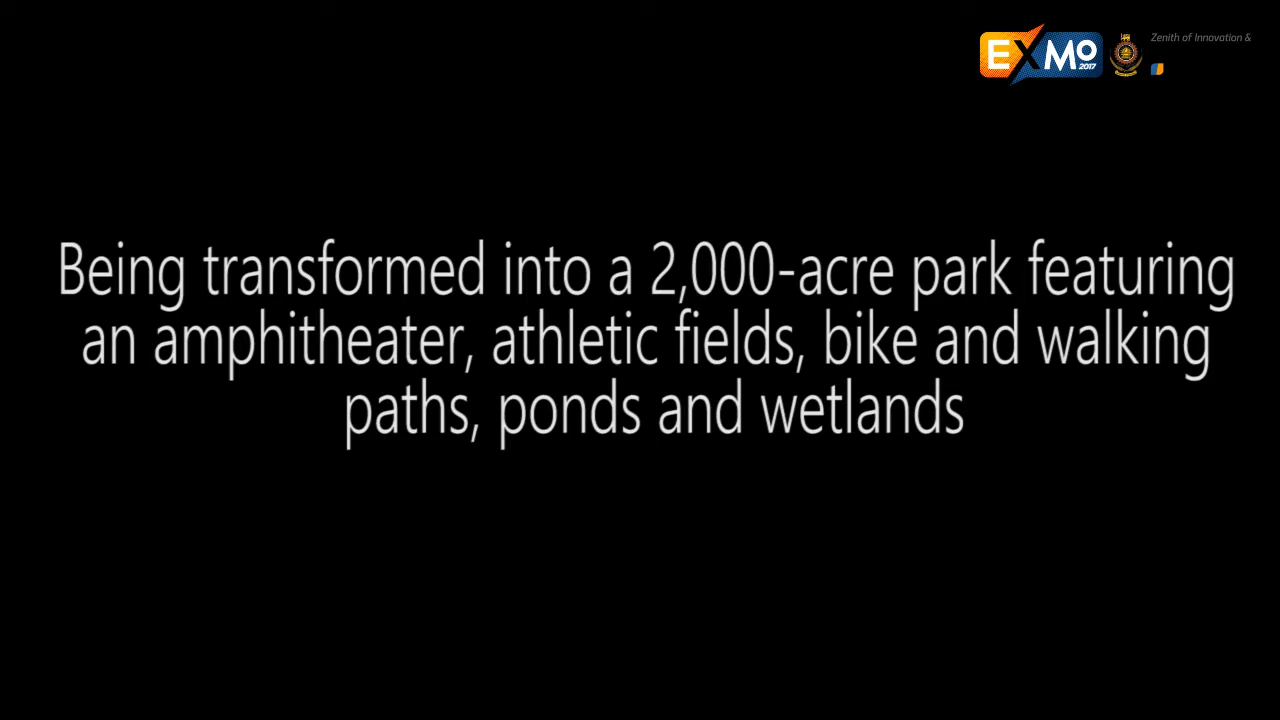 EXMO
2017
Zenith of Innovation &
Being transformed into a 2,000-acre park featuring
an amphitheater, athletic fields, bike and walking
paths, ponds and wetlands